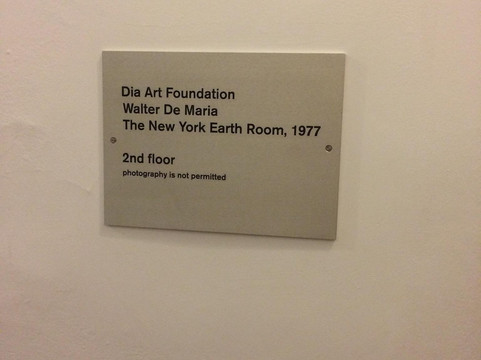 Dia Art Foundation
Walter De Maria
The New York Earth Room, 1977
2nd floor
photography is not permitted